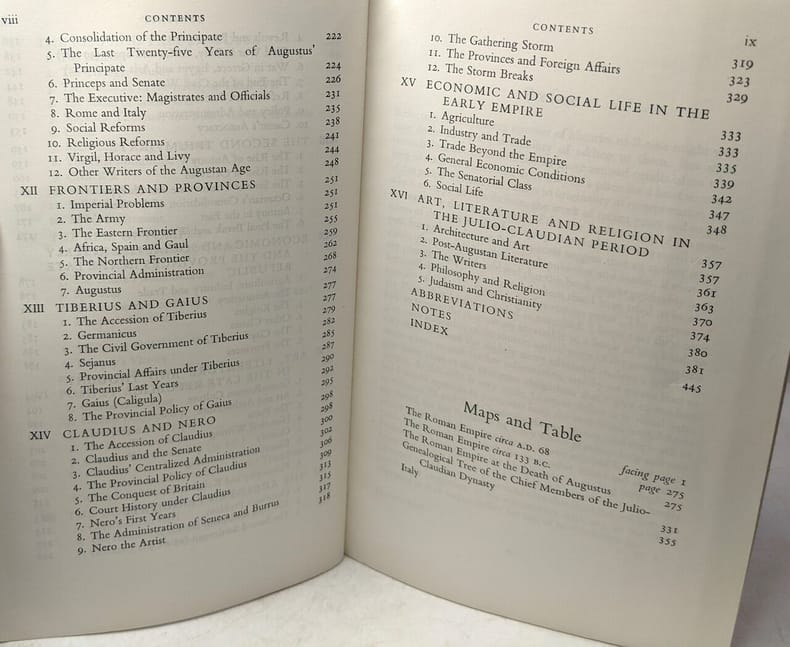 viii CONTENTS
4. Consolidation of the Principate 222
5. The Last Twenty-five Years of Augustus'
Principate 224
6. Princeps and Senate 226
7. The Executive: Magistrates and Officials 231
8. Rome and Italy 235
9. Social Reforms 238
10. Religious Reforms 241
11. Virgil, Horace and Livy 244
12. Other Writers of the Augustan Age 248
XII FRONTIERS AND PROVINCES 251
1. Imperial Problems 251
2. The Army 251
3. The Eastern Frontier 255
4. Africa, Spain and Gaul 259
5. The Northern Frontier 262
6. Provincial Administration 268
7. Augustus 274
XIII TIBERIUS AND GAIUS 277
1. The Accession of Tiberius 277
2. Germanicus 279
3. The Civil Government of Tiberius 282
4. Sejanus 285
5. Provincial Affairs under Tiberius 287
6. Tiberius' Last Years 290
7. Gaius (Caligula) 292
8. The Provincial Policy of Gaius 295
XIV CLAUDIUS AND NERO 298
1. The Accession of Claudius 298
2. Claudius and the Senate 300
3. Claudius' Centralized Administration 302
4. The Provincial Policy of Claudius 306
5. The Conquest of Britain 309
6. Court History under Claudius 313
7. Nero's First Years 315
8. The Administration of Seneca and Burrus 317
9. Nero the Artist 318
CONTENTS ix
10. The Gathering Storm 319
11. The Provinces and Foreign Affairs 323
12. The Storm Breaks 329
XV ECONOMIC AND SOCIAL LIFE IN THE
EARLY EMPIRE 333
1. Agriculture 333
2. Industry and Trade 335
3. Trade Beyond the Empire 339
4. General Economic Conditions 342
5. The Senatorial Class 347
6. Social Life 348
XVI ART, LITERATURE AND RELIGION IN
THE JULIO-CLAUDIAN PERIOD 357
1. Architecture and Art 357
2. Post-Augustan Literature 361
3. The Writers 363
4. Philosophy and Religion 370
5. Judaism and Christianity 374
ABBREVIATIONS 380
NOTES 381
INDEX 445
Maps and Table
The Roman Empire circa A.D. 68 facing page 1
The Roman Empire circa 133 B.C. page 275
The Roman Empire at the Death of Augustus 275
Genealogical Tree of the Chief Members of the Julio-
Claudian Dynasty 331
Italy 355